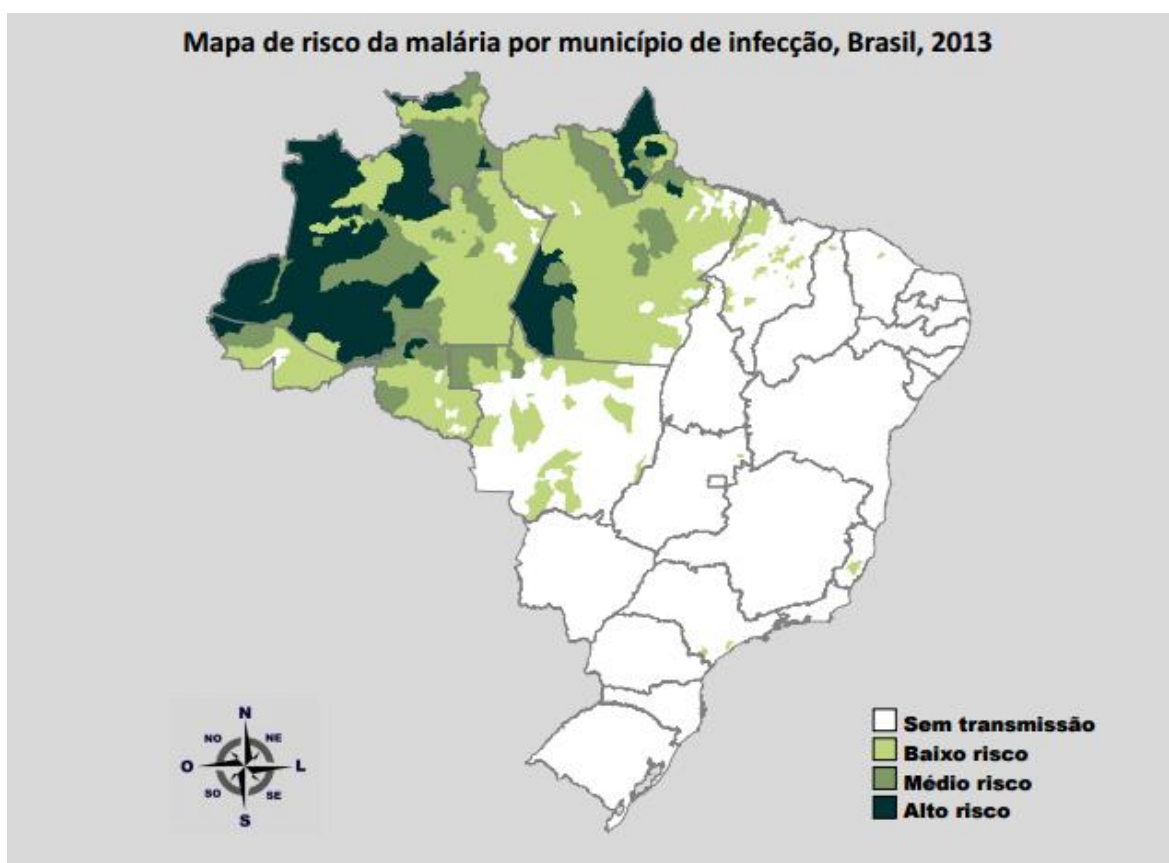 Mapa de risco da malária por município de infecção, Brasil, 2013
N
NO NE
O L
SO SE
S
Sem transmissão
Baixo risco
Médio risco
Alto risco